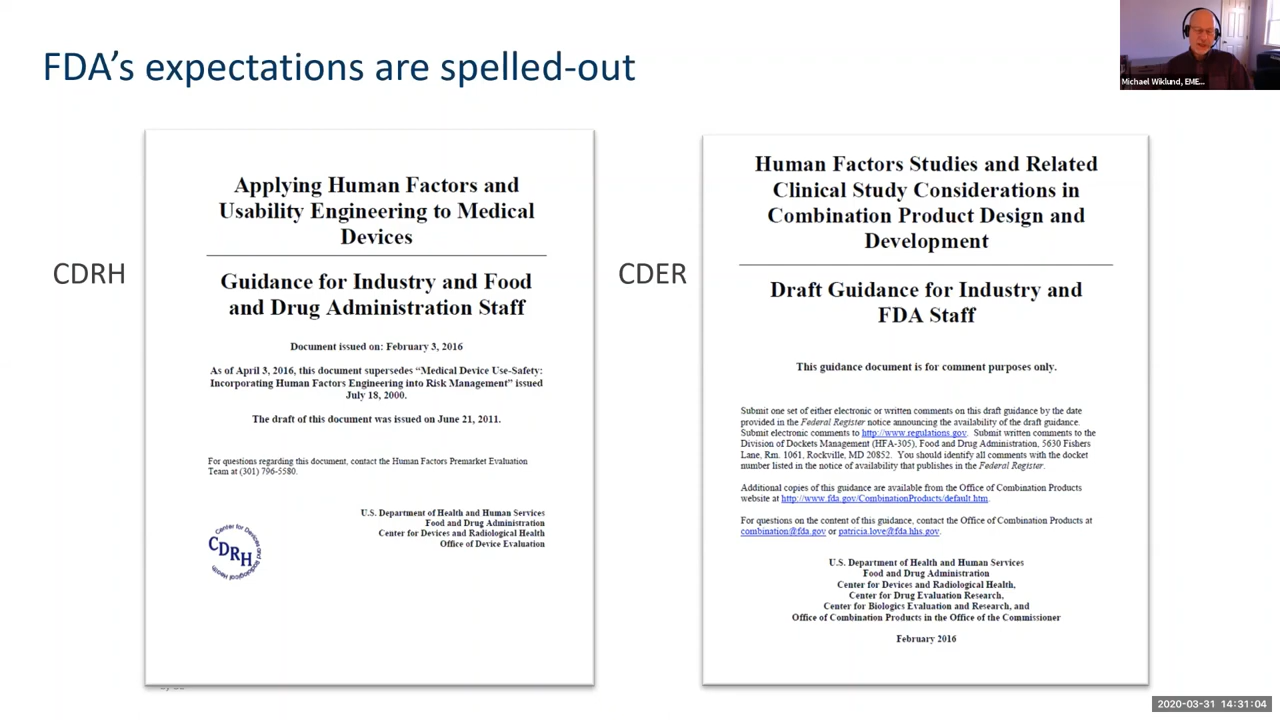 FDA's expectations are spelled-out
Michael Wiklund, EME...
CDRH
Applying Human Factors and
Usability Engineering to Medical
Devices
Guidance for Industry and Food
and Drug Administration Staff
Document issued on: February 3, 2016
As of April 3, 2016, this document supersedes “Medical Device Use-Safety:
Incorporating Human Factors Engineering into Risk Management” issued
July 18, 2000.
The draft of this document was issued on June 21, 2011.
For questions regarding this document, contact the Human Factors Premarket Evaluation
Team at (301) 796-5580.
U.S. Department of Health and Human Services
Food and Drug Administration
Center for Devices and Radiological Health
Office of Device Evaluation
Center for Devices and Radiological Health
CDRH
CDER
Human Factors Studies and Related
Clinical Study Considerations in
Combination Product Design and
Development
Draft Guidance for Industry and
FDA Staff
This guidance document is for comment purposes only.
Submit one set of either electronic or written comments on this draft guidance by the date
provided in the Federal Register notice announcing the availability of the draft guidance.
Submit electronic comments to http://www.regulations.gov. Submit written comments to the
Division of Dockets Management (HFA-305), Food and Drug Administration, 5630 Fishers
Lane, Rm. 1061, Rockville, MD 20852. You should identify all comments with the docket
number listed in the notice of availability that publishes in the Federal Register.
Additional copies of this guidance are available from the Office of Combination Products
website at http://www.fda.gov/CombinationProducts/default.htm.
For questions on the content of this guidance, contact the Office of Combination Products at
combination@fda.gov or patricia.love@fda.hhs.gov.
U.S. Department of Health and Human Services
Food and Drug Administration
Center for Devices and Radiological Health,
Center for Drug Evaluation Research,
Center for Biologics Evaluation and Research, and
Office of Combination Products in the Office of the Commissioner
February 2016
2020-03-31 14:31:04